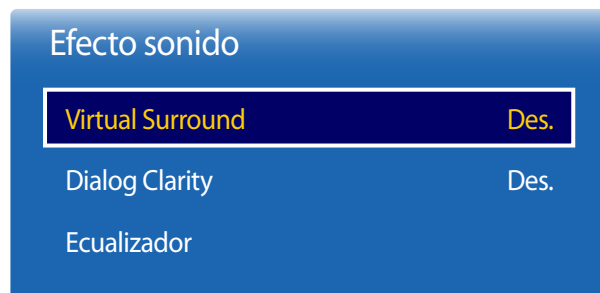 Efecto sonido
Virtual Surround Des.
Dialog Clarity Des.
Ecualizador